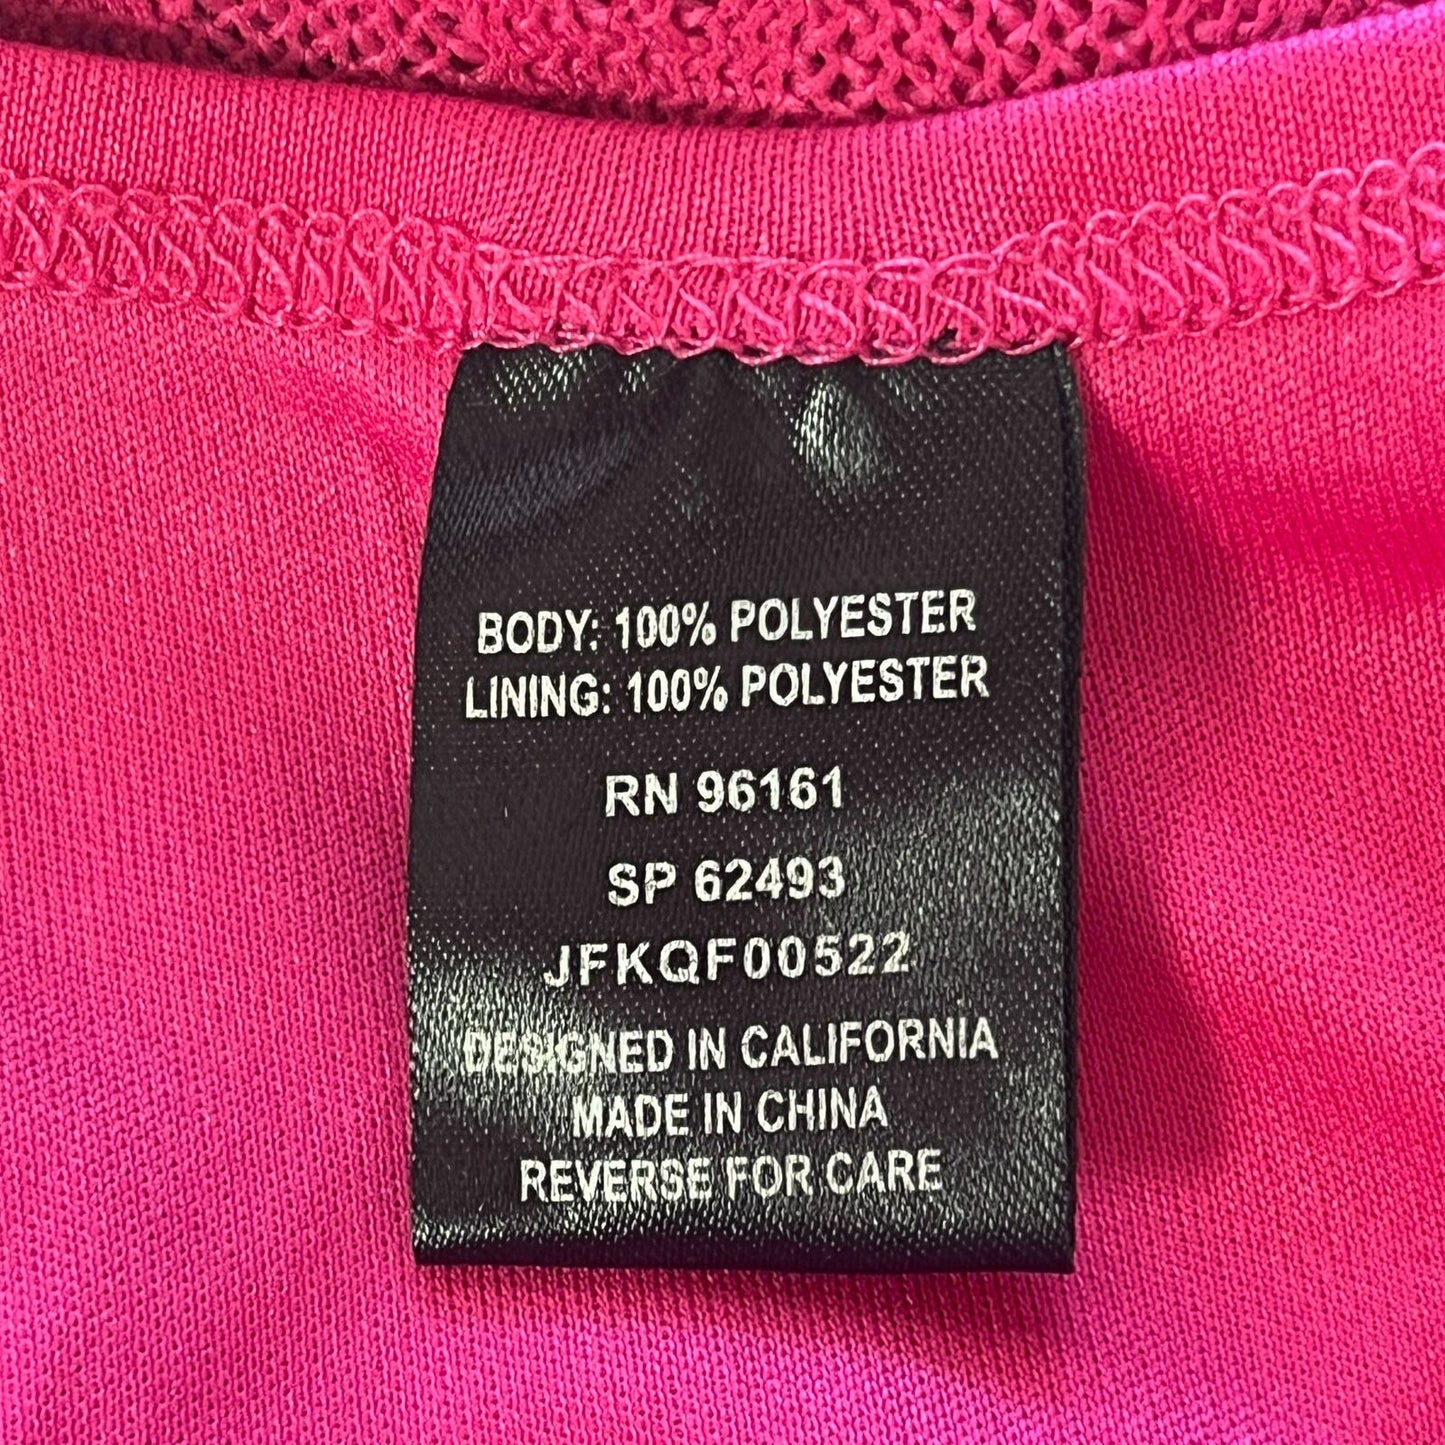 BODY: 100% POLYESTER
LINING: 100% POLYESTER
RN 96161
SP 62493
JFKQF00522
DESIGNED IN CALIFORNIA
MADE IN CHINA
REVERSE FOR CARE